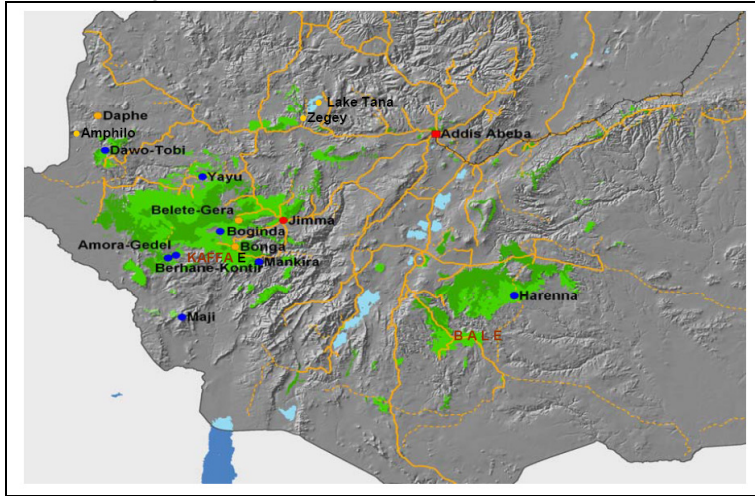 Lake Tana
Zegey
Daphe
Amphilo
Addis Abeba
Dawo-Tobi
Yayu
Belete-Gera
Jimma
Boginda
Amora-Gedel
Bonga
KAFFA E
Mankira
Berhane-Kontir
Harenna
Maji
BALE